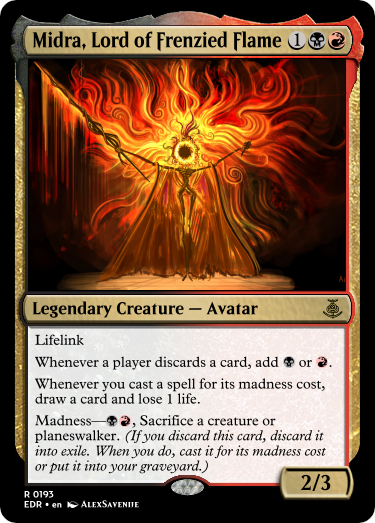 Midra, Lord of Frenzied Flame 1
Legendary Creature — Avatar
Lifelink
Whenever a player discards a card, add or .
Whenever you cast a spell for its madness cost,
draw a card and lose 1 life.
Madness— , Sacrifice a creature or
planeswalker. (If you discard this card, discard it
into exile. When you do, cast it for its madness cost
or put it into your graveyard.)
2/3
R 0193
EDR • en AlexSavenije